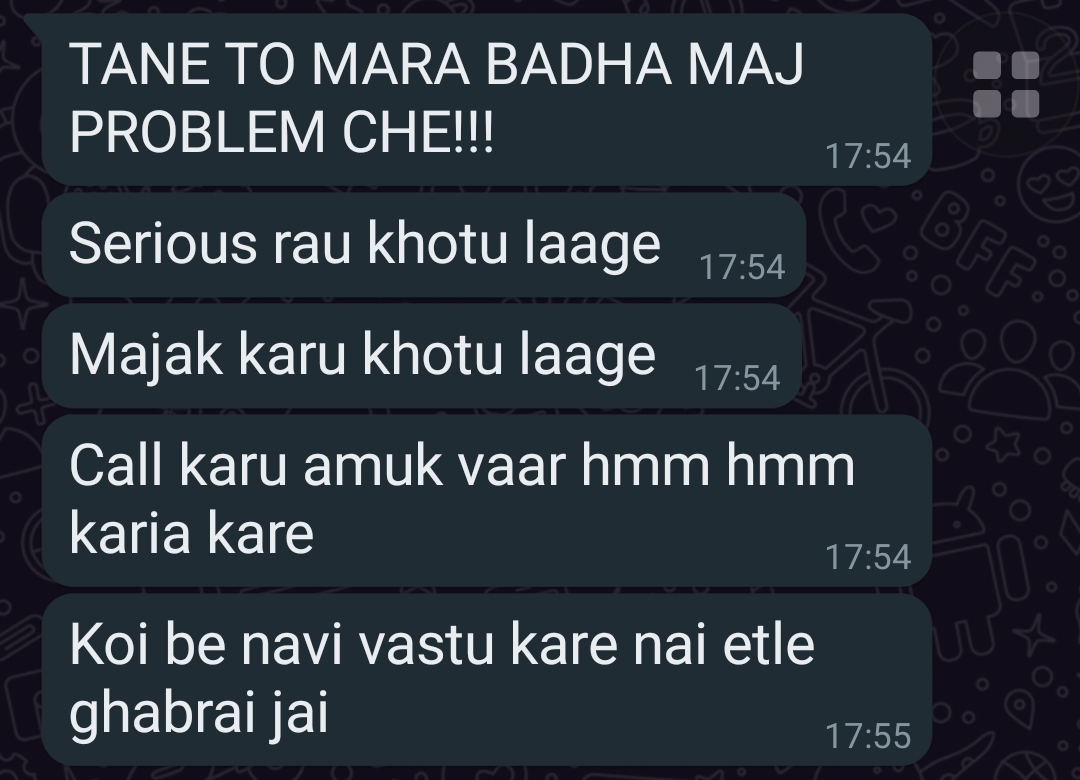 TANE TO MARA BADHA MAJ
PROBLEM CHE!!!
17:54
Serious rau khotu laage
17:54
Majak karu khotu laage
17:54
Call karu amuk vaar hmm hmm
karia kare
17:54
Koi be navi vastu kare nai etle
ghabrai jai
17:55
BFF